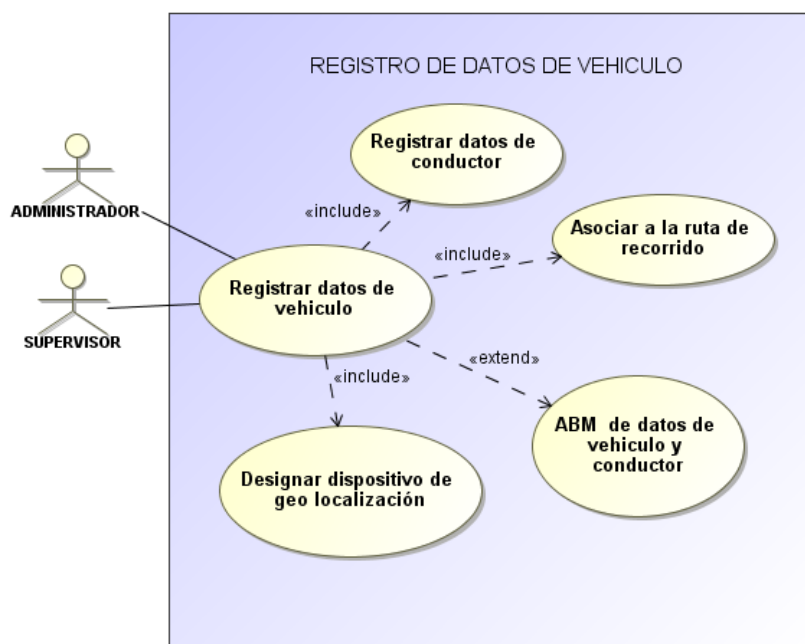 REGISTRO DE DATOS DE VEHICULO
Registrar datos de
conductor
ADMINISTRADOR
«include»
Asociar a la ruta de
recorrido
«include»
Registrar datos de
vehiculo
SUPERVISOR
«extend»
«include»
ABM  de datos de
vehiculo y
conductor
Designar dispositivo de
geo localización